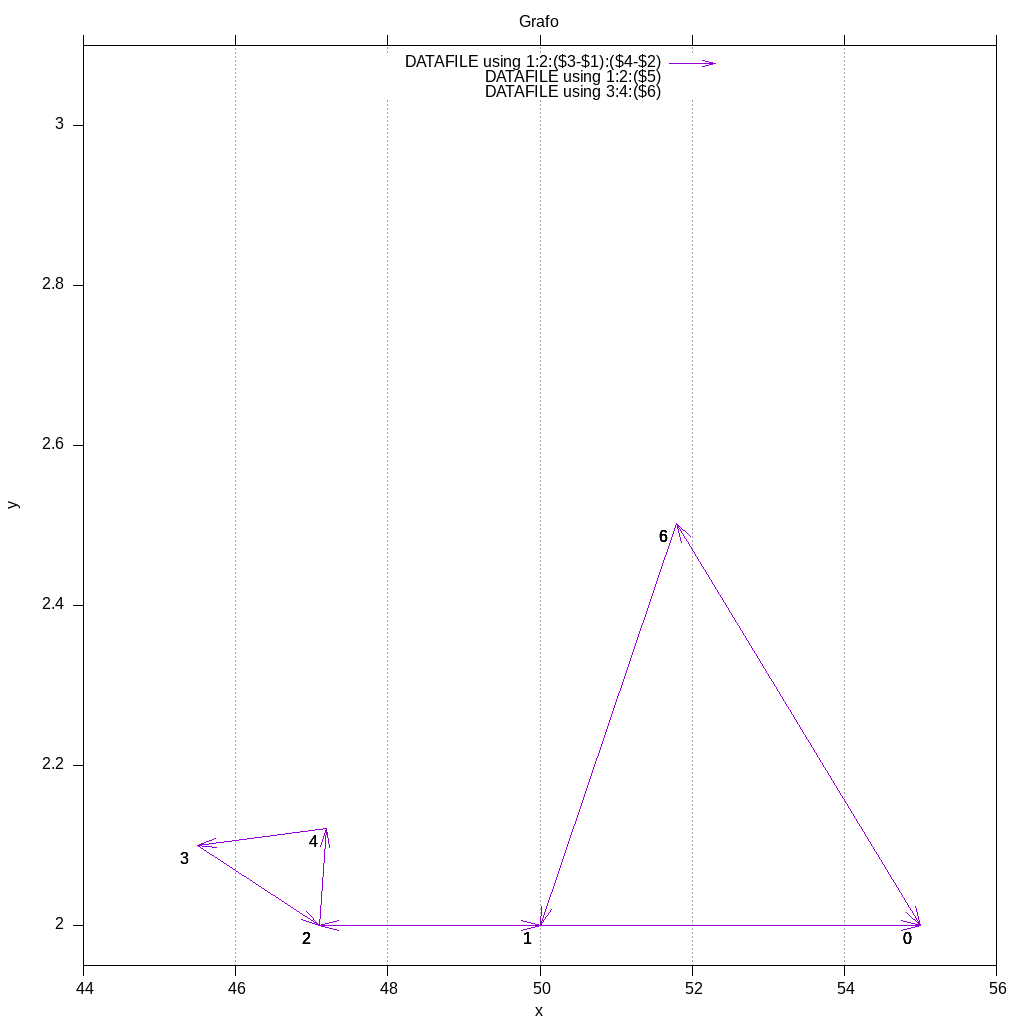 Grafo
DATAFILE using 1:2:($3-$1):($4-$2)
DATAFILE using 1:2:($5)
DATAFILE using 3:4:($6)
3
2.8
2.6
y
6
2.4
2.2
4
3
2
2
1
0
44 46 48 50 52 54 56
x